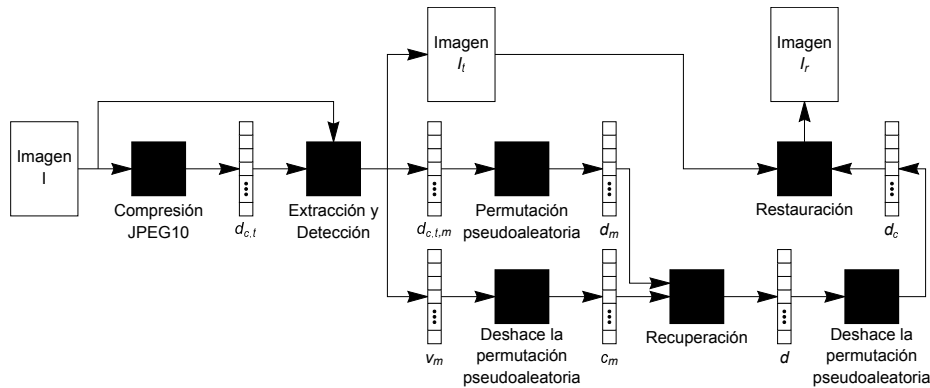 Imagen
I_t
Imagen
I_r
Imagen
I
Compresión
JPEG10
d_{c,t}
Extracción y
Detección
d_{c,t,m}
Permutación
pseudoaleatoria
d_m
Restauración
d_c
v_m
Deshace la
permutación
pseudoaleatoria
c_m
Recuperación
d
Deshace la
permutación
pseudoaleatoria